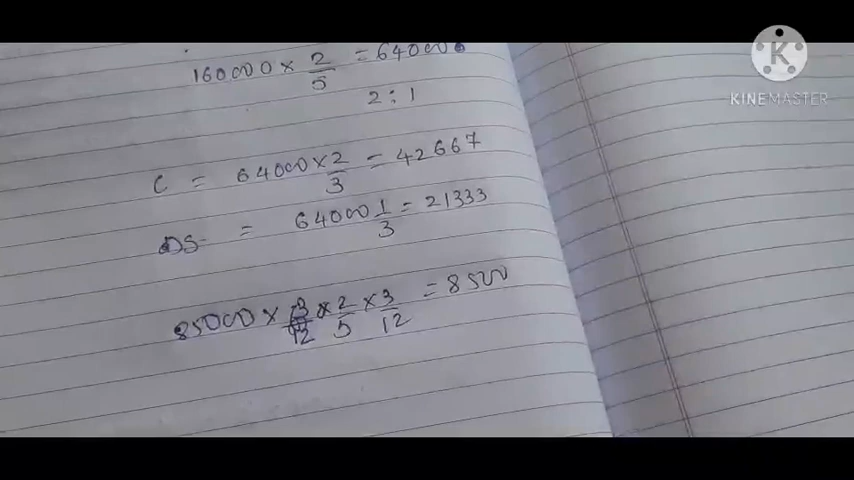 160000 × 2/5 = 64000
2 : 1
C = 64000 × 2/3 = 42667
DS = 64000 1/3 = 21333
85000 × × 2/5 × 3/12 = 8500
KINEMASTER